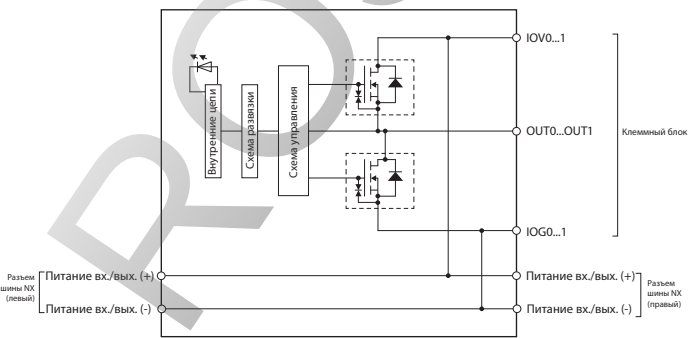 IOV0...1
Внутренние цепи
Схема развязки
Схема управления
OUT0...OUT1
Клеммный блок
IOG0...1
Разъем
шины NX
(левый)
Питание вх./вых. (+)
Питание вх./вых. (-)
Питание вх./вых. (+)
Питание вх./вых. (-)
Разъем
шины NX
(правый)